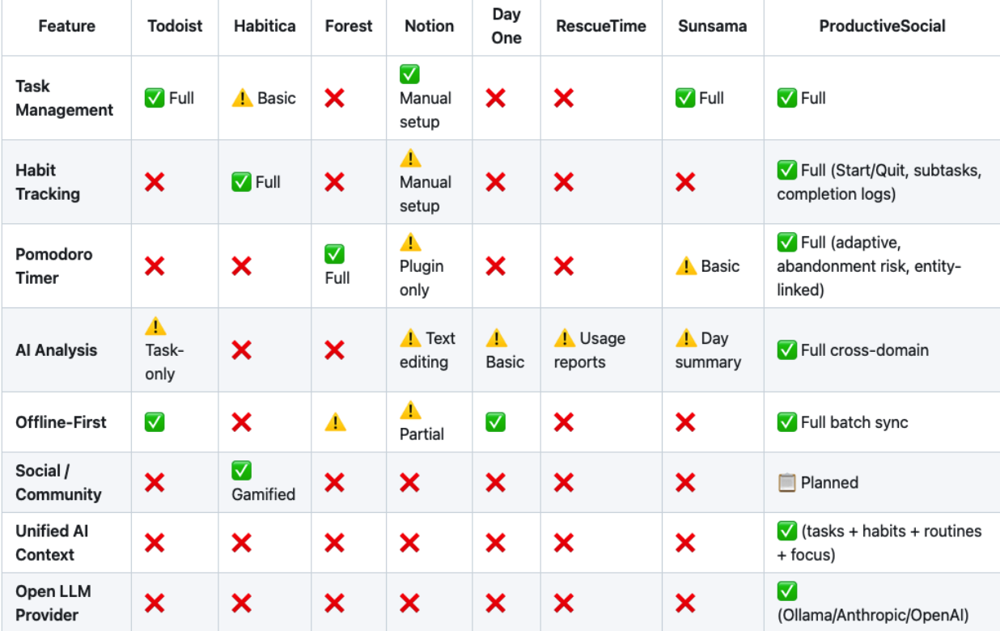 Feature Todoist Habitica Forest Notion Day One RescueTime Sunsama ProductiveSocial
Task Management ✅ Full ⚠️ Basic ❌ ✅ Manual setup ❌ ❌ ✅ Full ✅ Full
Habit Tracking ❌ ✅ Full ❌ ⚠️ Manual setup ❌ ❌ ❌ ✅ Full (Start/Quit, subtasks, completion logs)
Pomodoro Timer ❌ ❌ ✅ Full ⚠️ Plugin only ❌ ❌ ⚠️ Basic ✅ Full (adaptive, abandonment risk, entity-linked)
AI Analysis ⚠️ Task-only ❌ ❌ ⚠️ Text editing ⚠️ Basic ⚠️ Usage reports ⚠️ Day summary ✅ Full cross-domain
Offline-First ✅ ❌ ⚠️ ⚠️ Partial ✅ ❌ ❌ ✅ Full batch sync
Social / Community ❌ ✅ Gamified ❌ ❌ ❌ ❌ ❌ 📋 Planned
Unified AI Context ❌ ❌ ❌ ❌ ❌ ❌ ❌ ✅ (tasks + habits + routines + focus)
Open LLM Provider ❌ ❌ ❌ ❌ ❌ ❌ ❌ ✅ (Ollama/Anthropic/OpenAI)